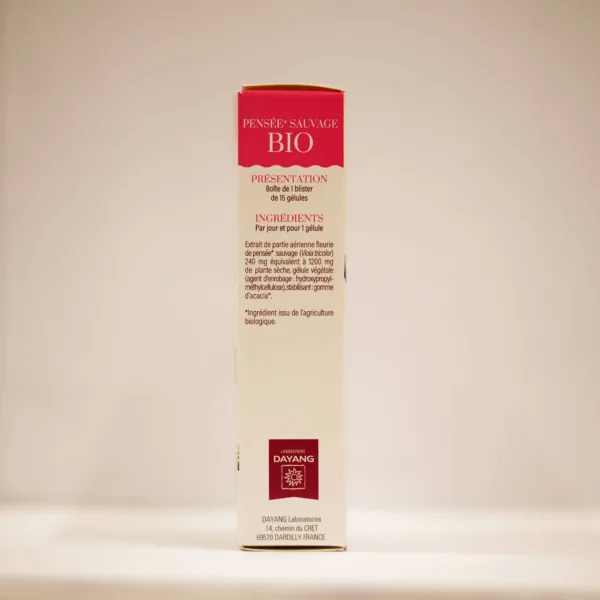 PENSÉE* SAUVAGE
BIO
PRÉSENTATION
Boîte de 1 blister
de 15 gélules
INGRÉDIENTS
Par jour et pour 1 gélule
Extrait de partie aérienne fleurie
de pensée* sauvage (Viola tricolor)
240 mg équivalent à 1200 mg
de plante sèche, gélule végétale
(agent d'enrobage : hydroxypropyl-
méthylcellulose), stabilisant : gomme
d'acacia*.
*Ingrédient issu de l'agriculture
biologique.
LABORATOIRE
DAYANG
DAYANG Laboratoires
14, chemin du CRET
69570 DARDILLY FRANCE